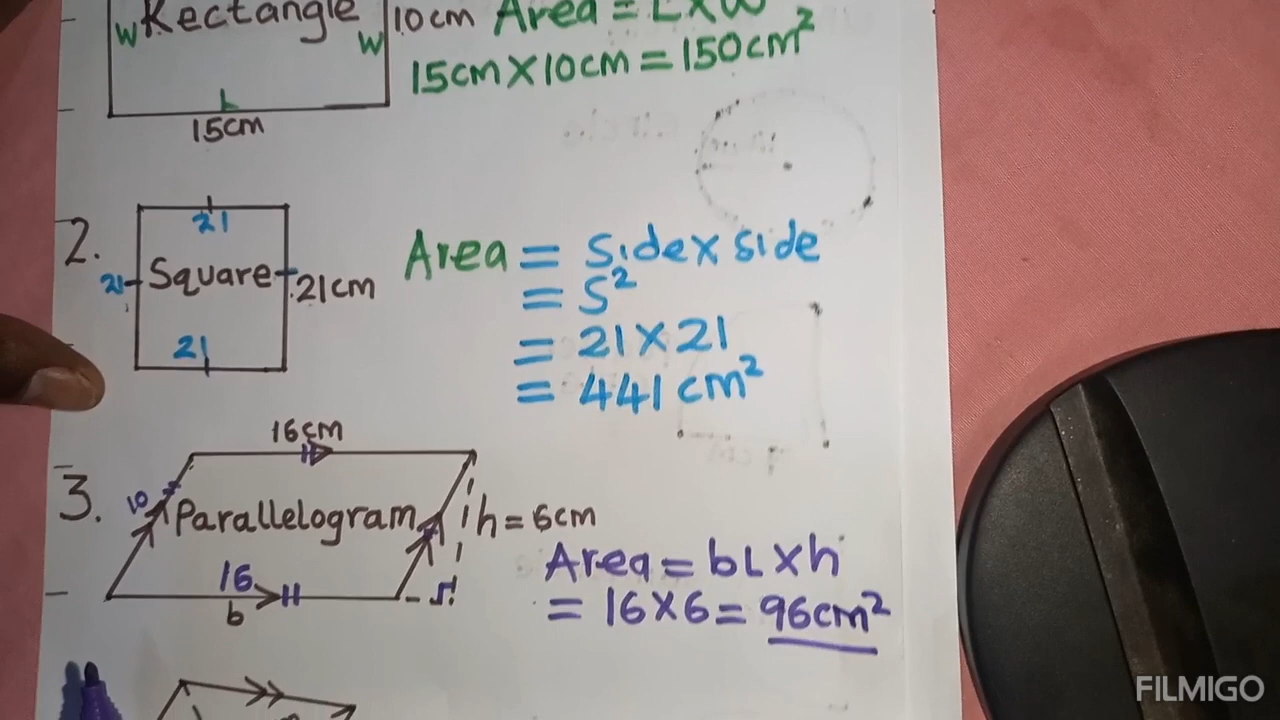 Rectangle 10cm Area = L x W
W W
15cm x 10cm = 150cm²
L
15cm
2. 21
21 Square 21cm
21
Area = Side x side
= S²
= 21 x 21
= 441 cm²
16cm
3. 10 Parallelogram h = 6cm
16
b
Area = bL x h
= 16 x 6 = 96cm²
FILMIGO